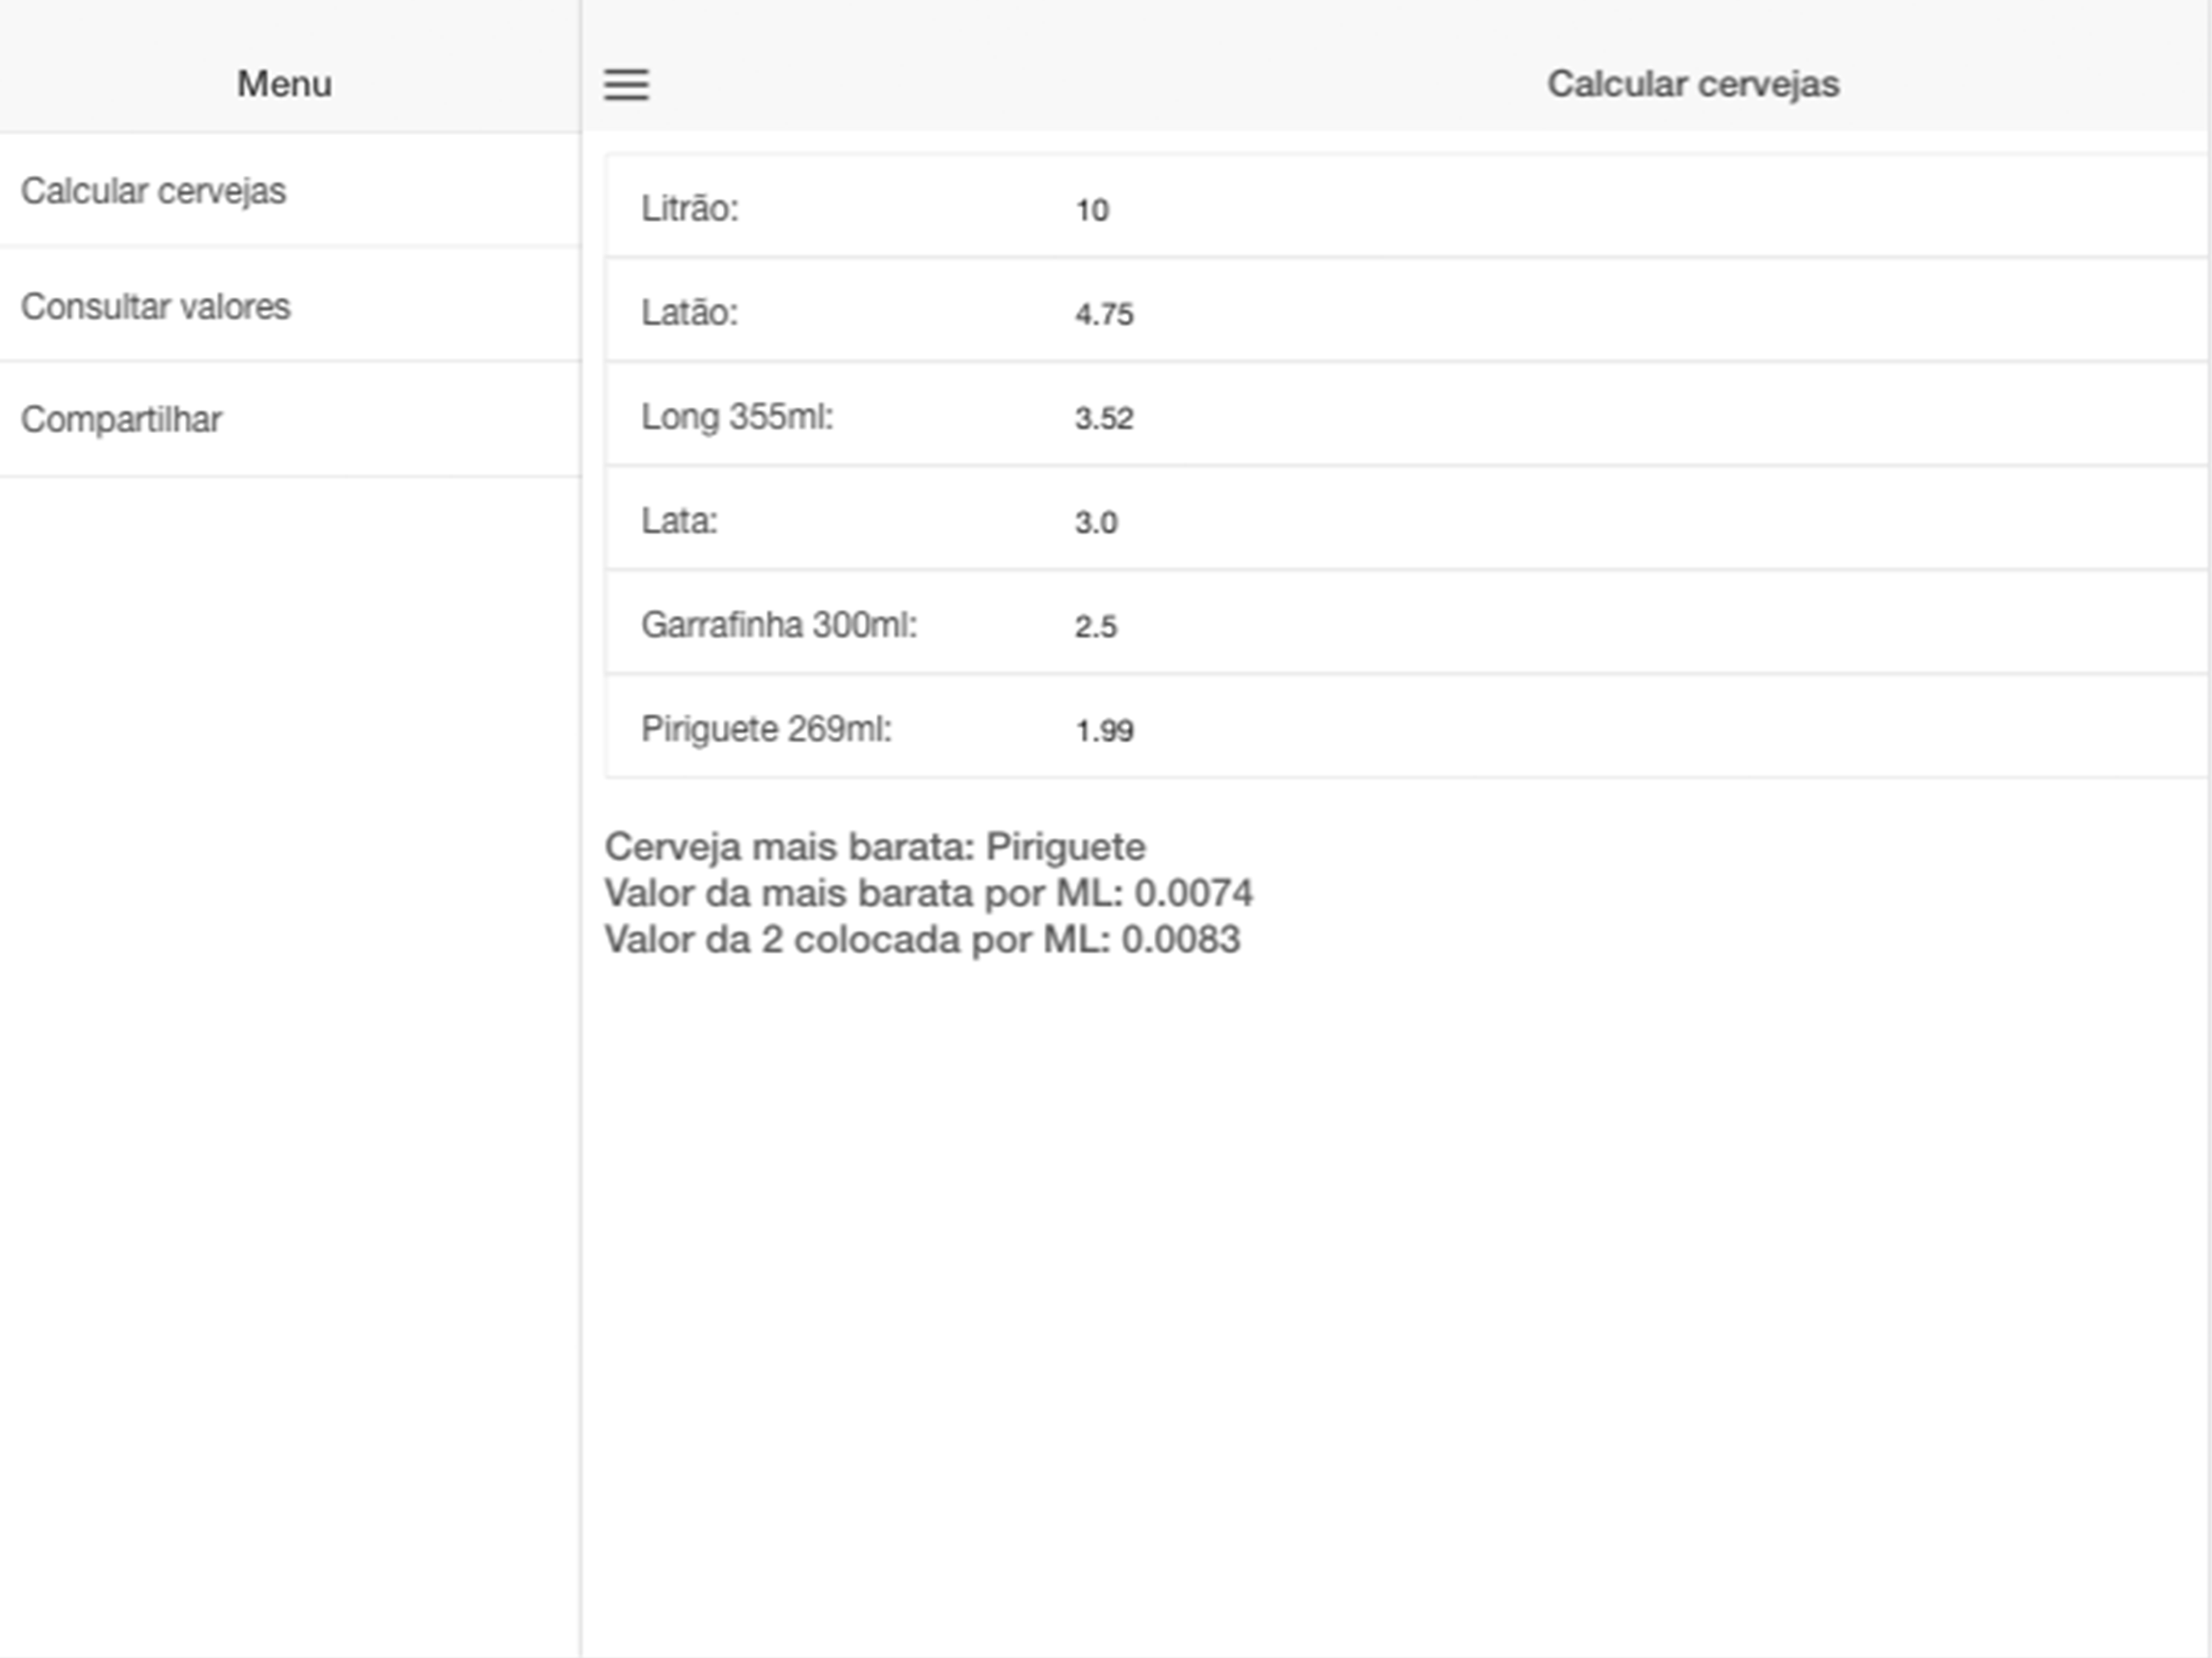 Menu
Calcular cervejas
Consultar valores
Compartilhar
Calcular cervejas
Litrão: 10
Latão: 4.75
Long 355ml: 3.52
Lata: 3.0
Garrafinha 300ml: 2.5
Piriguete 269ml: 1.99
Cerveja mais barata: Piriguete
Valor da mais barata por ML: 0.0074
Valor da 2 colocada por ML: 0.0083